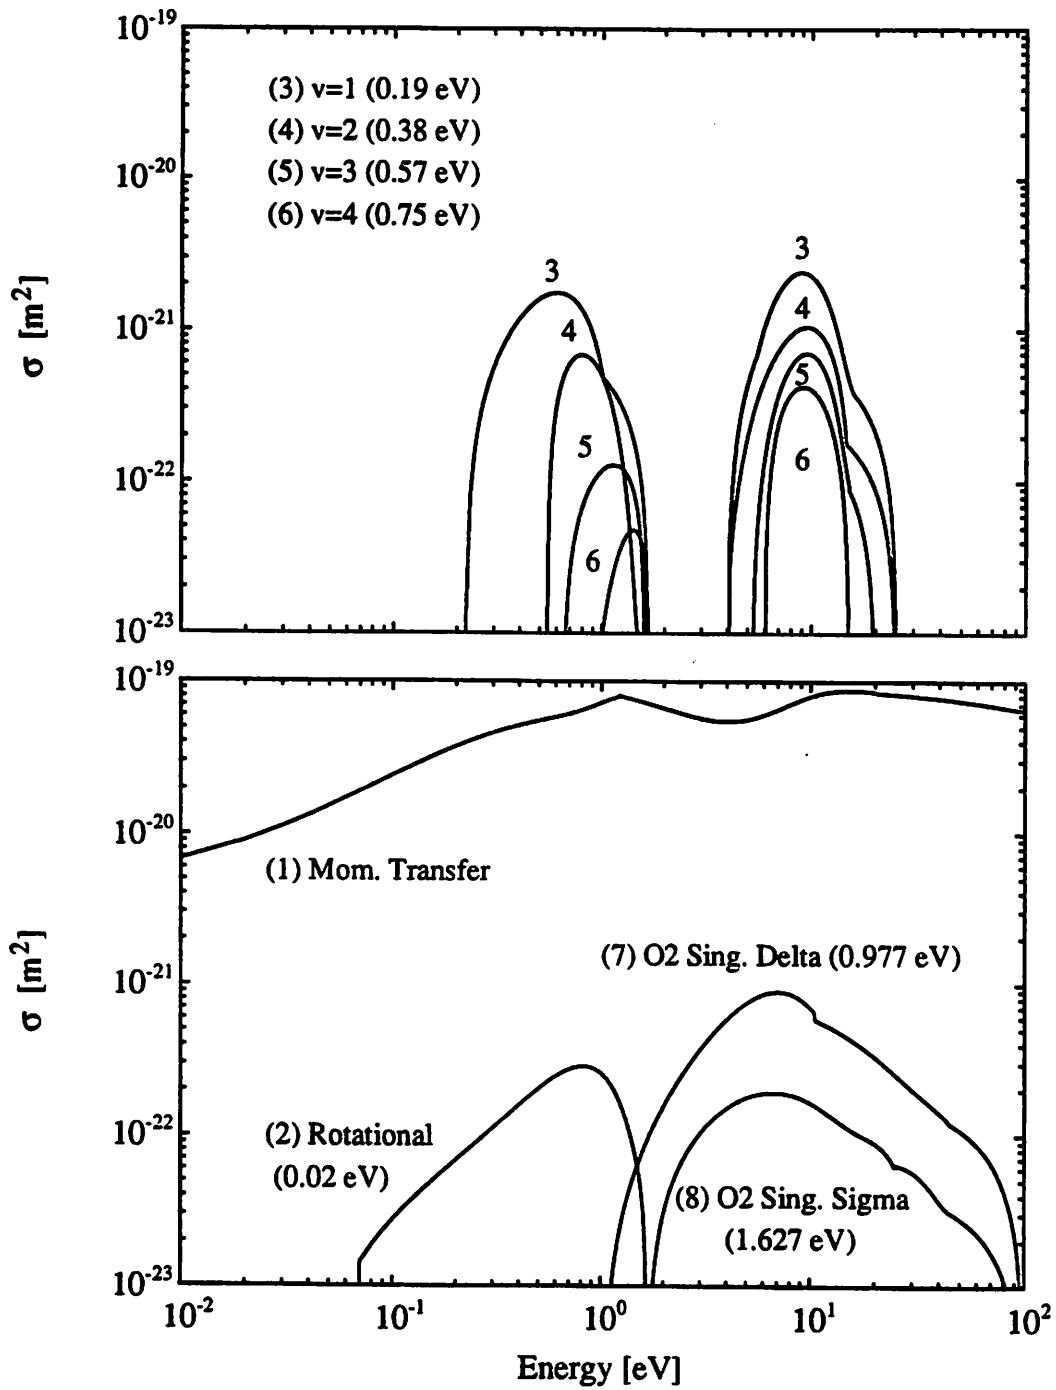 10^-19
(3) v=1 (0.19 eV)
(4) v=2 (0.38 eV)
10^-20
(5) v=3 (0.57 eV)
(6) v=4 (0.75 eV)
3
3
4
10^-21
4
σ [m^2]
5
5
6
10^-22
6
10^-23
10^-19
10^-20
(1) Mom. Transfer
(7) O2 Sing. Delta (0.977 eV)
10^-21
σ [m^2]
10^-22
(2) Rotational
(0.02 eV)
(8) O2 Sing. Sigma
(1.627 eV)
10^-23
10^-2 10^-1 10^0 10^1 10^2
Energy [eV]